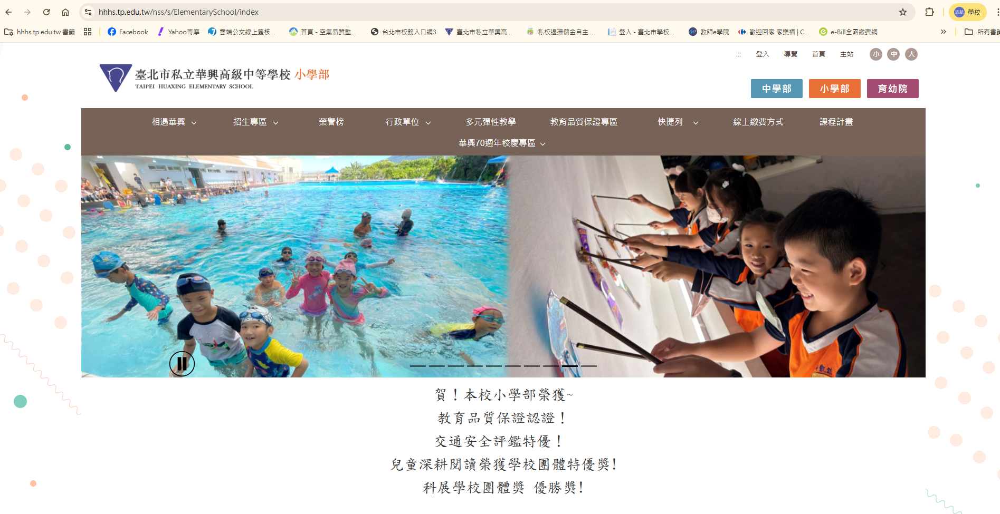 hhhs.tp.edu.tw/nss/s/ElementarySchool/index
學校
hhhs.tp.edu.tw 書籤
Facebook
Yahoo奇摩
雲端公文線上簽核...
首頁 - 空氣品質監...
台北市校務入口網3
臺北市私立華興高...
私校退撫儲金自主...
登入 - 臺北市學校...
教師e學院
歡迎回家 家樂福 | C...
e-Bill全國繳費網
»
所有書籤
:::
登入
導覽
首頁
主站
小
中
大
臺北市私立華興高級中等學校 小學部
TAIPEI HUAXING ELEMENTARY SCHOOL
中學部
小學部
育幼院
相遇華興
招生專區
榮譽榜
行政單位
多元彈性教學
教育品質保證專區
快捷列
線上繳費方式
課程計畫
華興70週年校慶專區
賀！本校小學部榮獲~
教育品質保證認證！
交通安全評鑑特優！
兒童深耕閱讀榮獲學校團體特優獎!
科展學校團體獎 優勝獎!